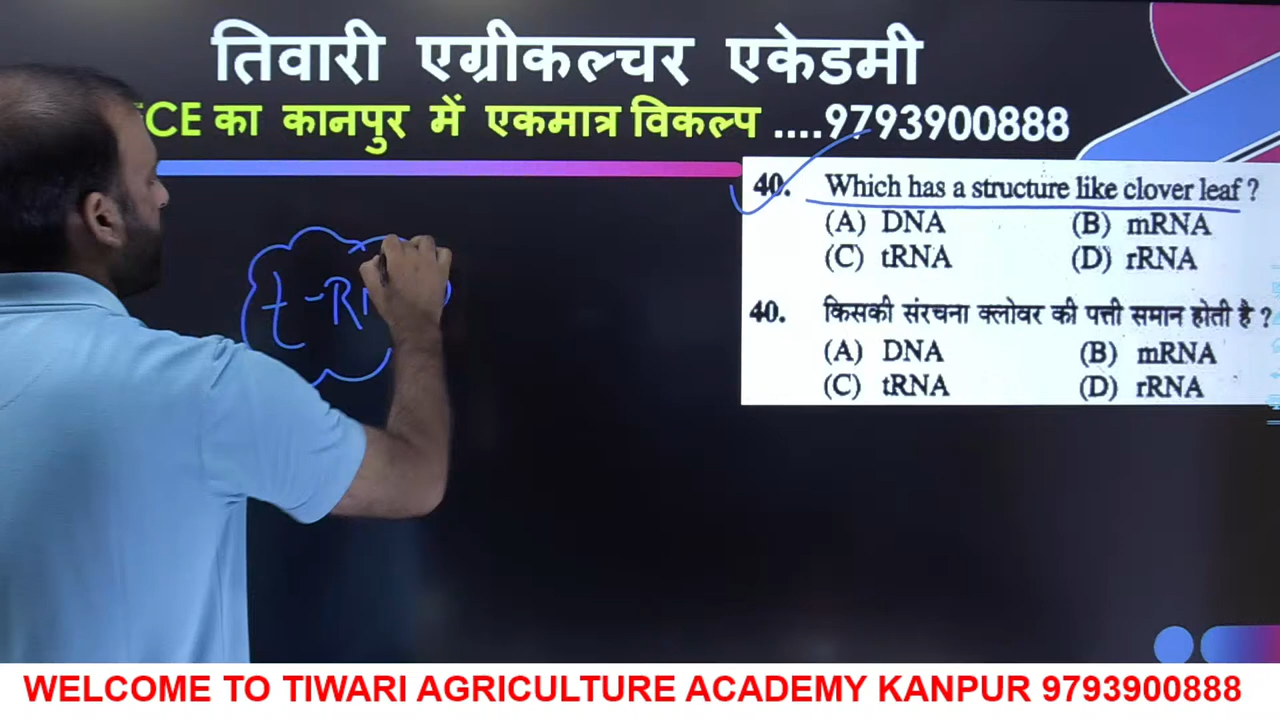 तिवारी एग्रीकल्चर एकेडमी
का कानपुर में एकमात्र विकल्प ....9793900888
40. Which has a structure like clover leaf ?
(A) DNA (B) mRNA
(C) tRNA (D) rRNA
40. किसकी संरचना क्लोवर की पत्ती समान होती है ?
(A) DNA (B) mRNA
(C) tRNA (D) rRNA
WELCOME TO TIWARI AGRICULTURE ACADEMY KANPUR 9793900888